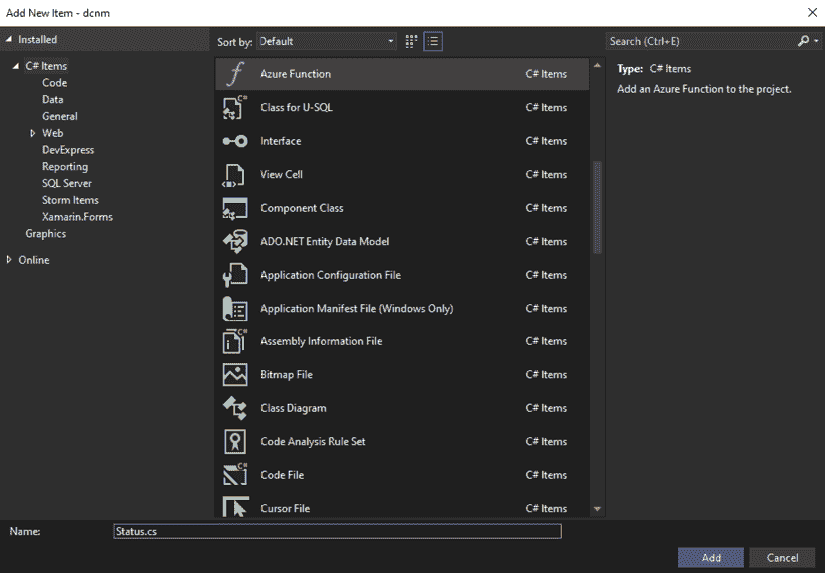 Add New Item - dcnm
Installed
Sort by: Default
Search (Ctrl+E)
C# Items
Code
Data
General
Web
DevExpress
Reporting
SQL Server
Storm Items
Xamarin.Forms
Graphics
Online
Azure Function C# Items
Class for U-SQL C# Items
Interface C# Items
View Cell C# Items
Component Class C# Items
ADO.NET Entity Data Model C# Items
Application Configuration File C# Items
Application Manifest File (Windows Only) C# Items
Assembly Information File C# Items
Bitmap File C# Items
Class Diagram C# Items
Code Analysis Rule Set C# Items
Code File C# Items
Cursor File C# Items
Type: C# Items
Add an Azure Function to the project.
Name: Status.cs
Add Cancel